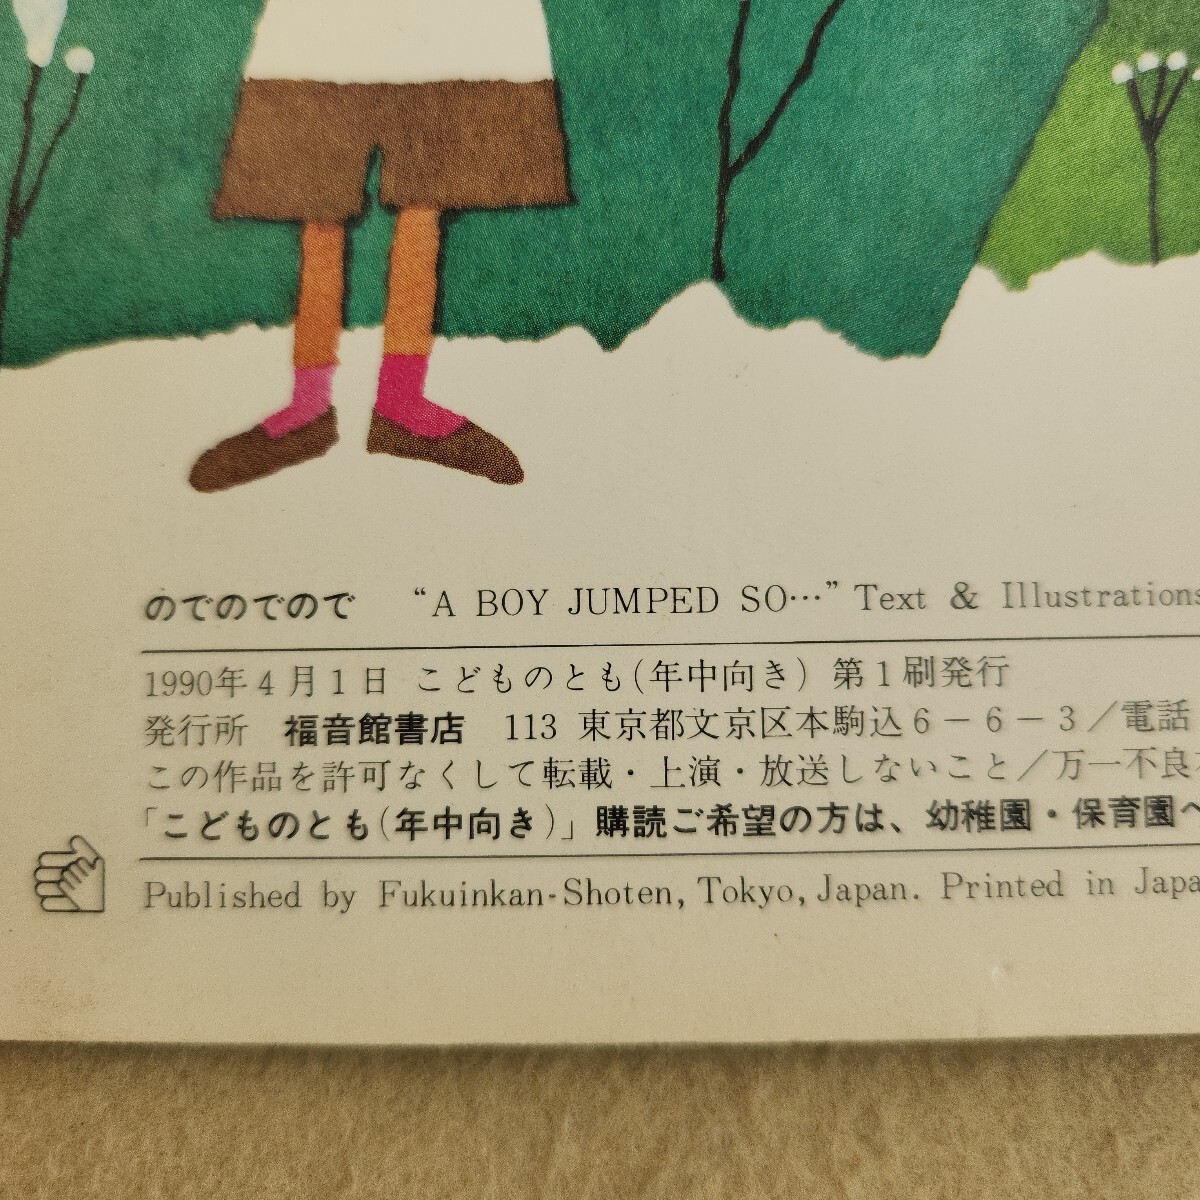 のでのでので “A BOY JUMPED SO…” Text & Illustrations
1990年4月1日 こどものとも(年中向き) 第1刷発行
発行所 福音館書店 113 東京都文京区本駒込6-6-3/電話
この作品を許可なくして転載・上演・放送しないこと/万一不良
「こどものとも(年中向き)」購読ご希望の方は、幼稚園・保育園へ
Published by Fukuinkan-Shoten, Tokyo, Japan. Printed in Japa